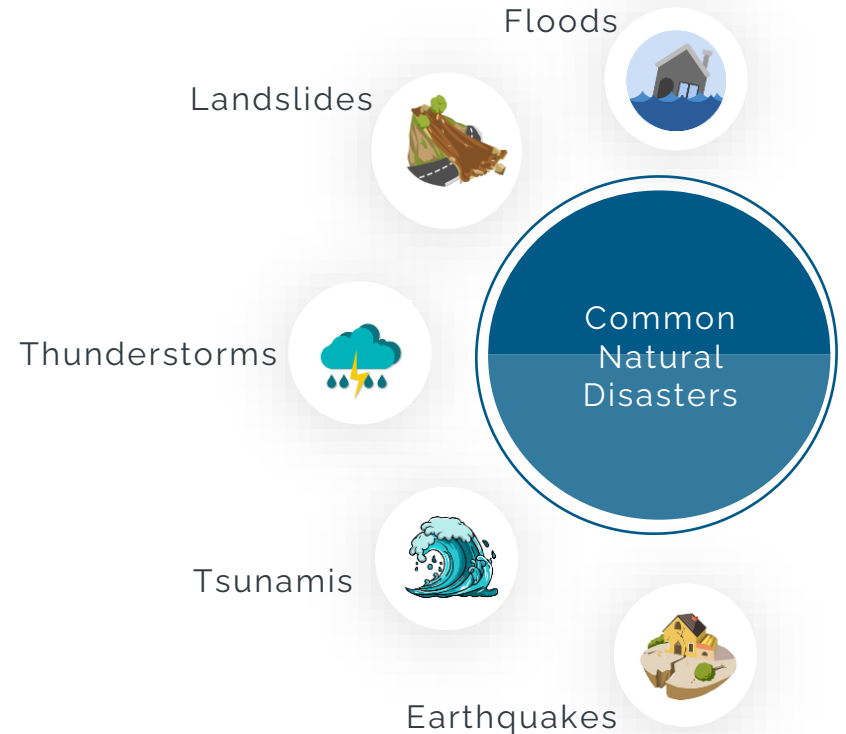 Floods
Landslides
Common
Natural
Disasters
Thunderstorms
Tsunamis
Earthquakes